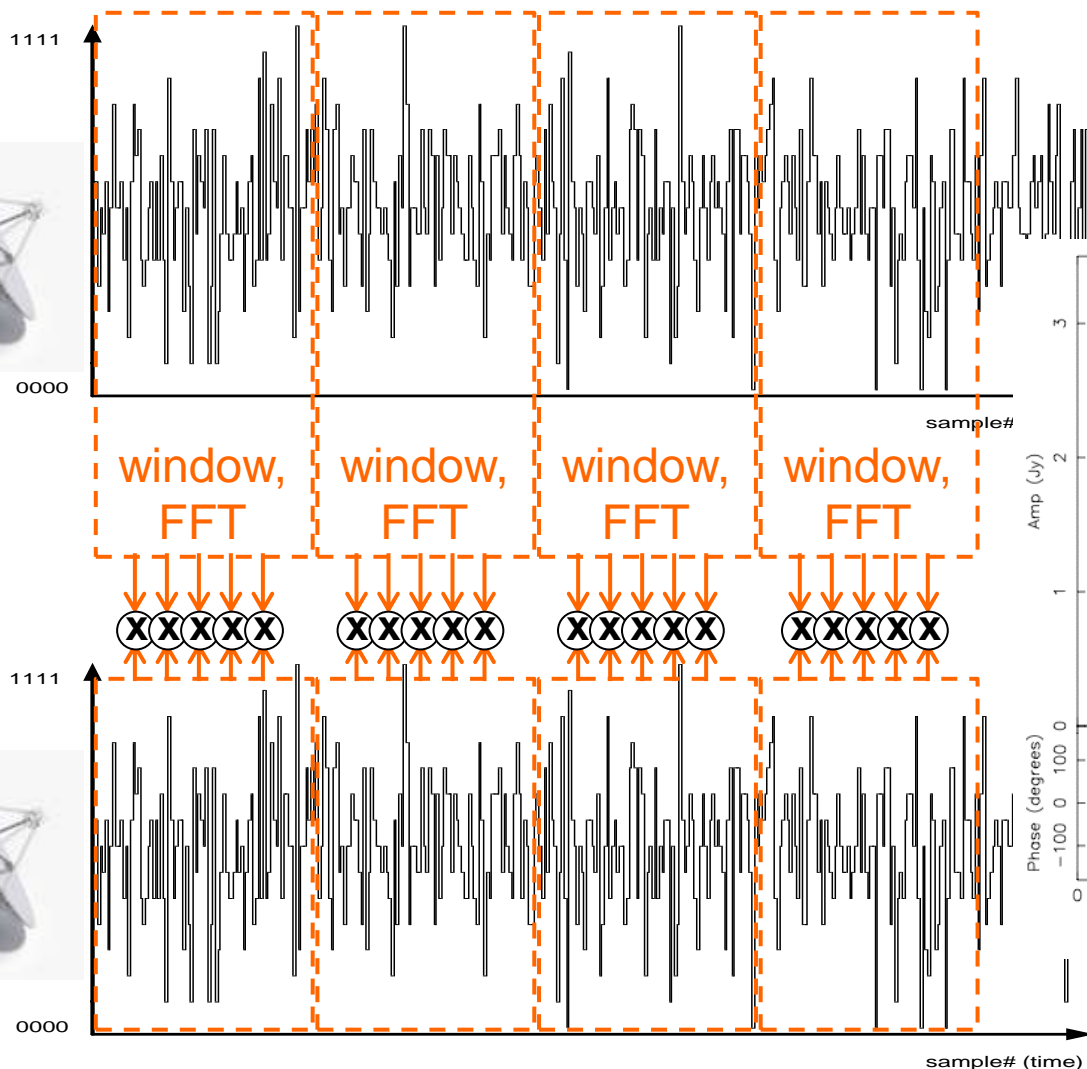 1111
0000
sample#
window,
FFT
window,
FFT
window,
FFT
window,
FFT
X X X X X
X X X X X
X X X X X
X X X X X
1111
0000
sample# (time)
Amp (Jy)
3
2
1
0
Phase (degrees)
100
0
-100
0